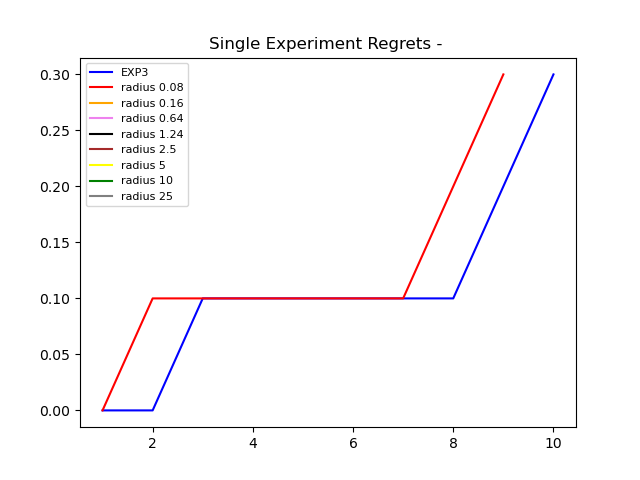 Single Experiment Regrets -
EXP3
radius 0.08
radius 0.16
radius 0.64
radius 1.24
radius 2.5
radius 5
radius 10
radius 25
0.30
0.25
0.20
0.15
0.10
0.05
0.00
2
4
6
8
10